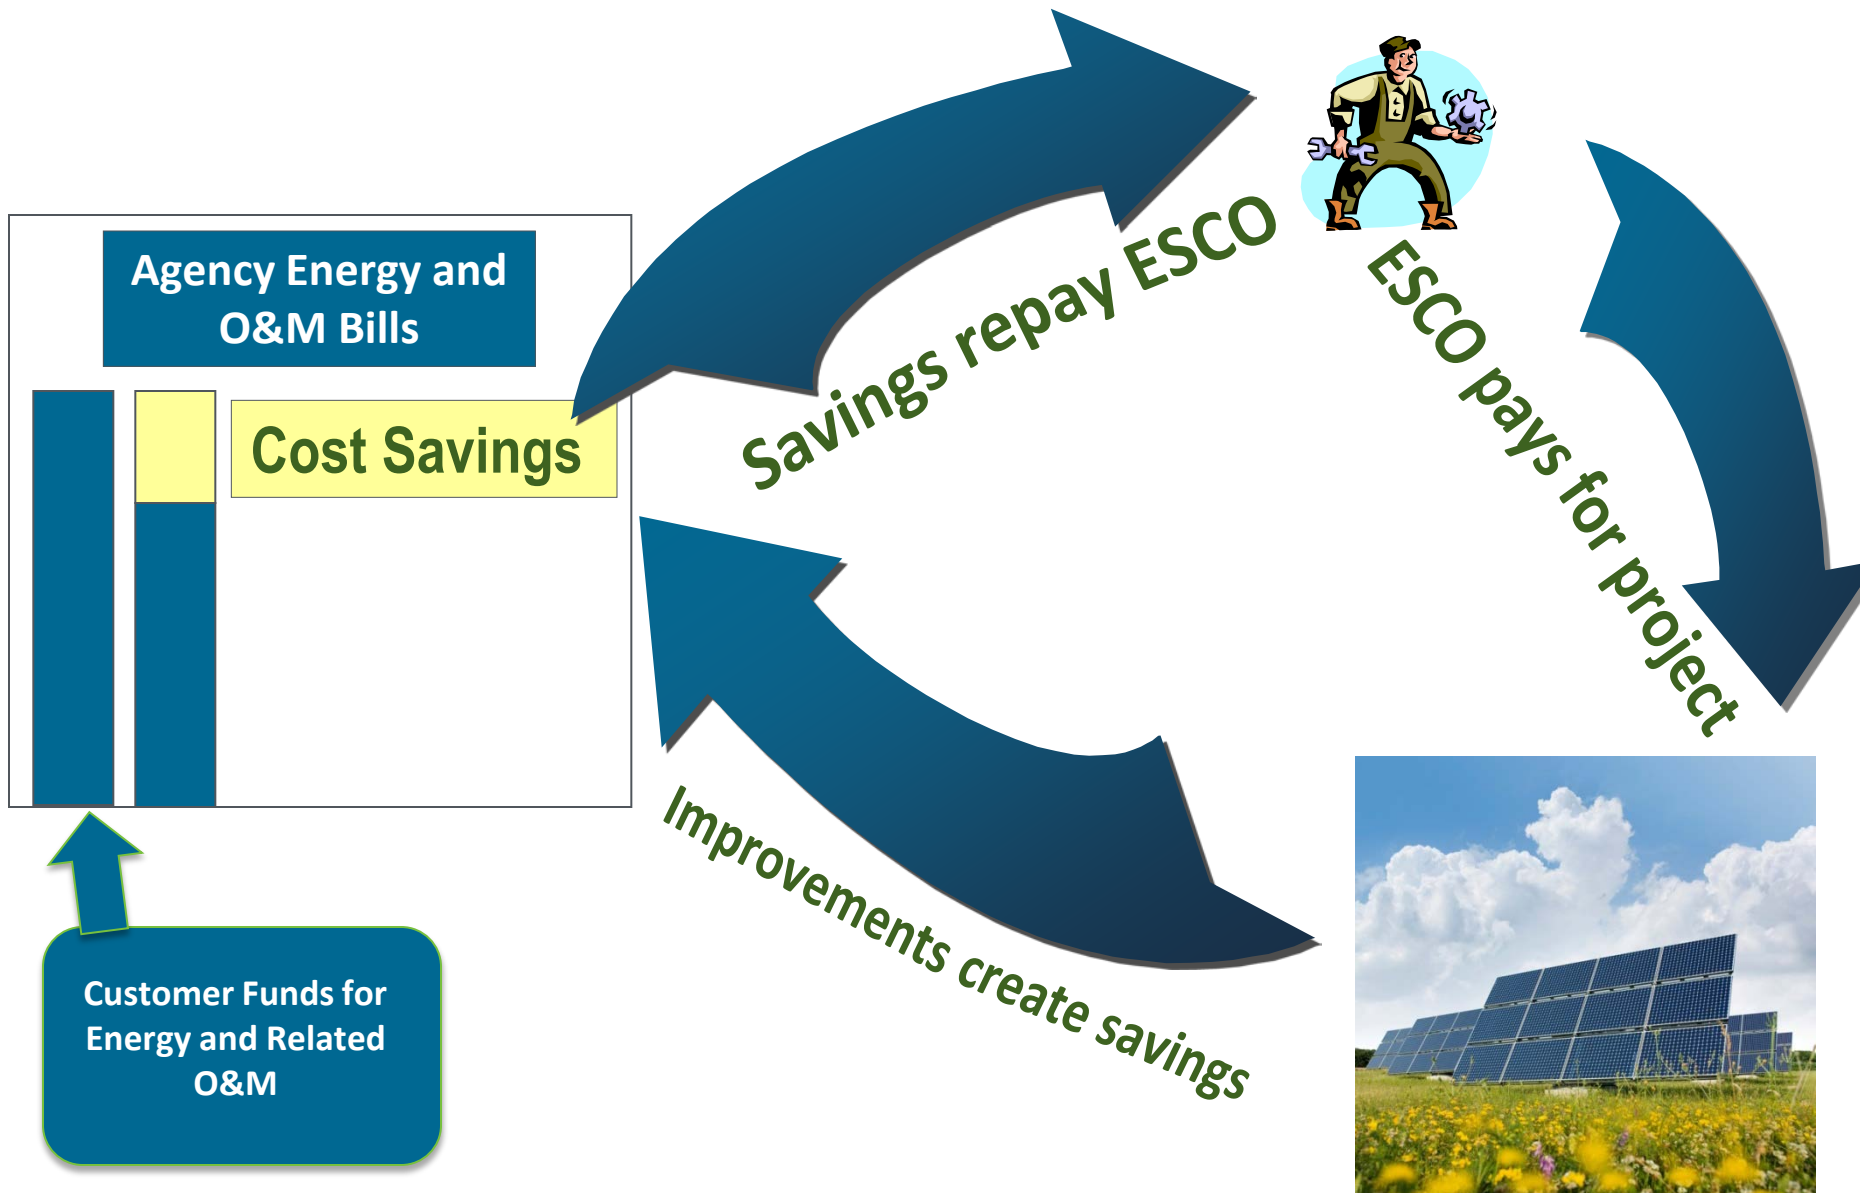 Agency Energy and
O&M Bills
Cost Savings
Savings repay ESCO
ESCO pays for project
Improvements create savings
Customer Funds for
Energy and Related
O&M